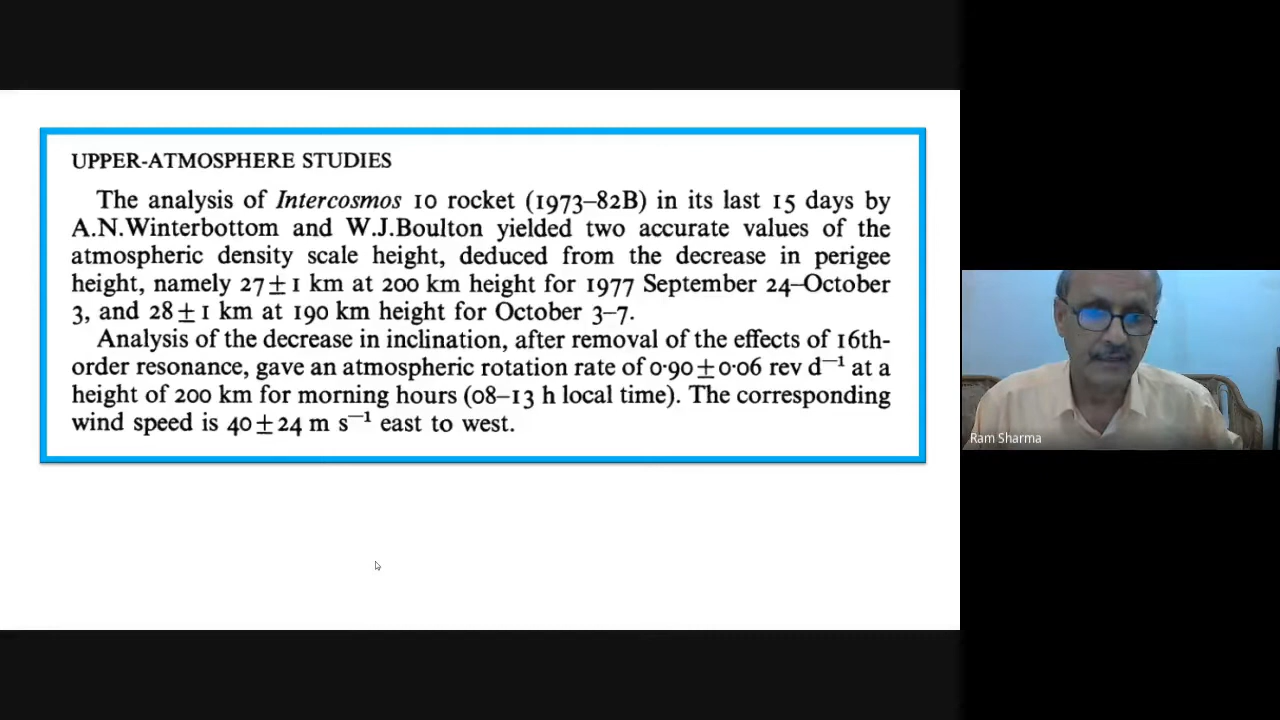 UPPER-ATMOSPHERE STUDIES
The analysis of Intercosmos 10 rocket (1973–82B) in its last 15 days by
A.N.Winterbottom and W.J.Boulton yielded two accurate values of the
atmospheric density scale height, deduced from the decrease in perigee
height, namely 27±1 km at 200 km height for 1977 September 24–October
3, and 28±1 km at 190 km height for October 3–7.
Analysis of the decrease in inclination, after removal of the effects of 16th-
order resonance, gave an atmospheric rotation rate of 0·90±0·06 rev d⁻¹ at a
height of 200 km for morning hours (08–13 h local time). The corresponding
wind speed is 40±24 m s⁻¹ east to west.
Ram Sharma